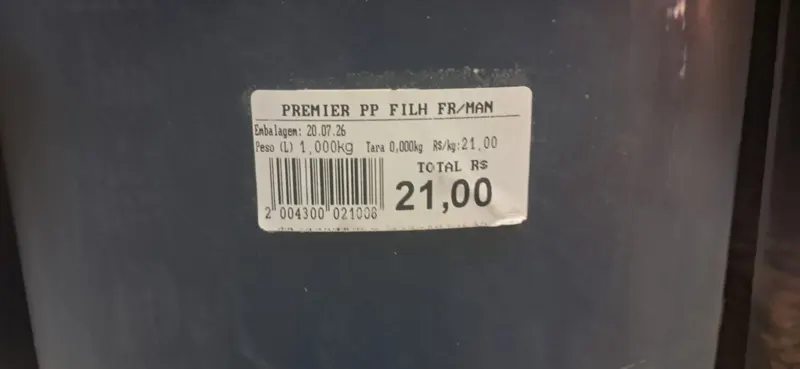 PREMIER PP FILH FR/MAN
Embalagem: 20.07.26
Peso (L) 1,000kg Tara 0,000kg R$/kg:21,00
TOTAL R$
21,00
2 004300 021008